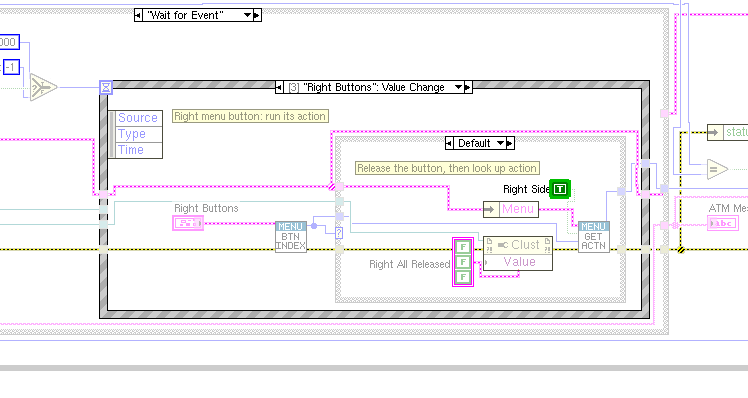 "Wait for Event"
000
-1
[3] "Right Buttons": Value Change
Source
Type
Time
Right menu button: run its action
Default
Release the button, then look up action
Right Side
T
Right Buttons
MENU
BTN
INDEX
?
Menu
MENU
GET
ACTN
Clust
Value
Right All Released
F
F
F
statu
=
ATM Me
abc